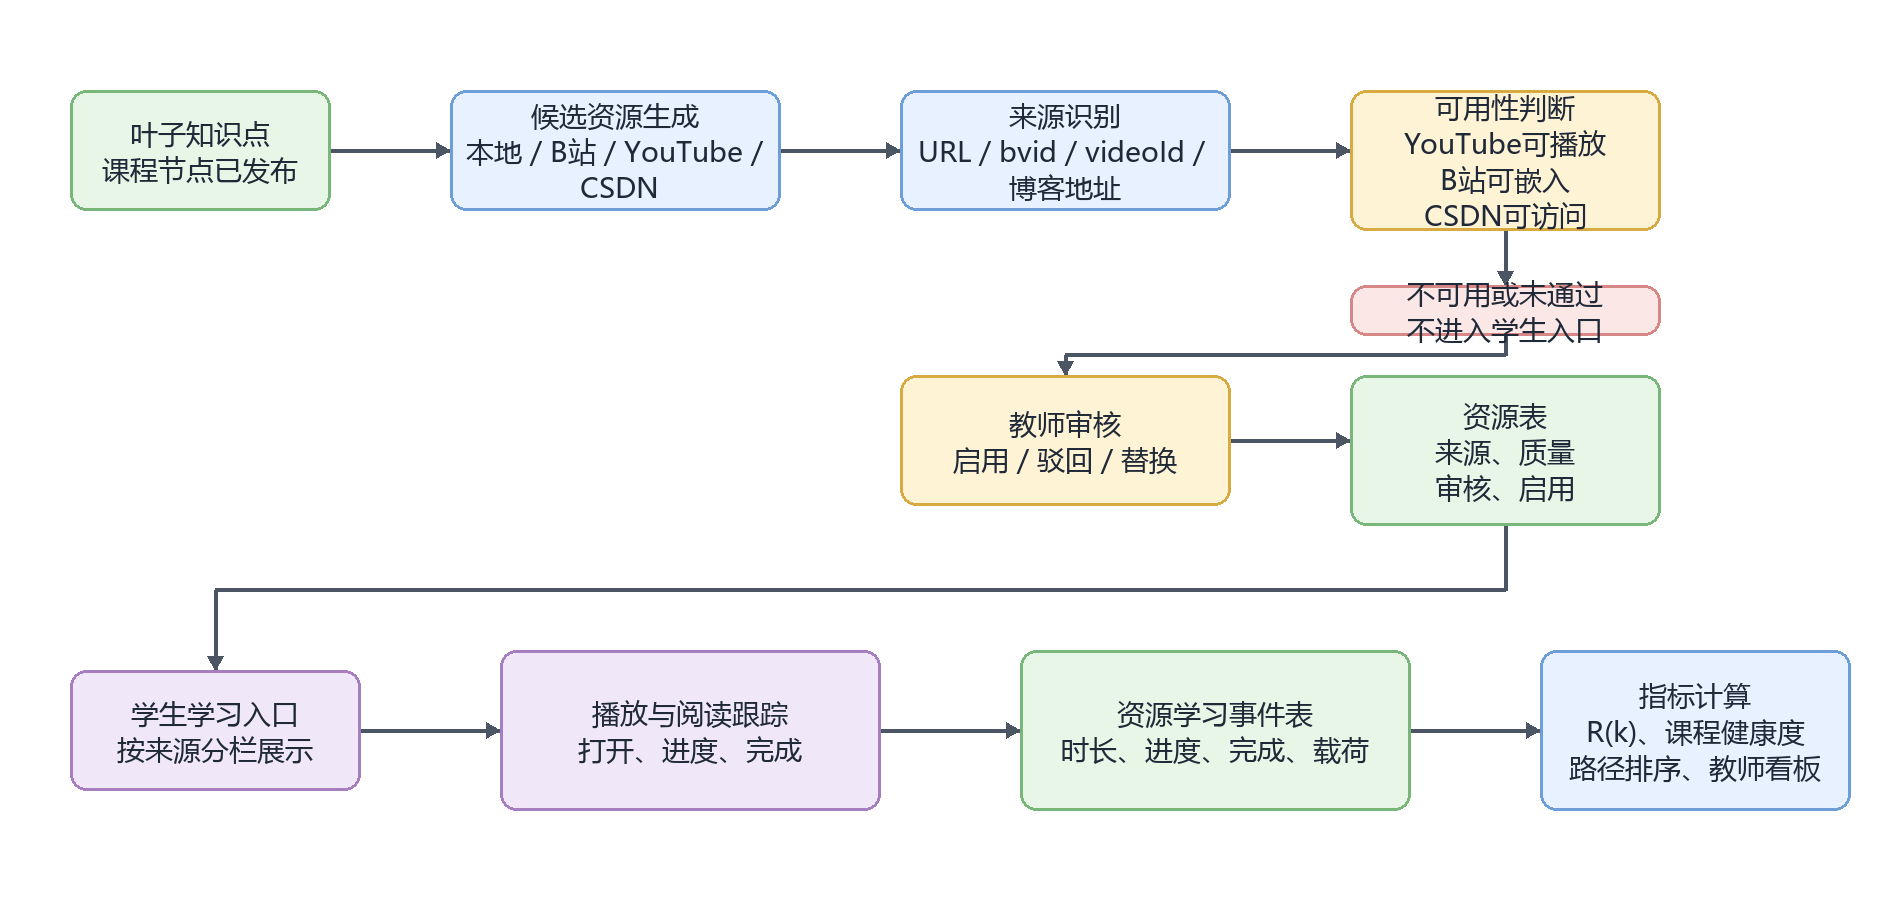 叶子知识点
课程节点已发布
候选资源生成
本地 / B站 / YouTube /
CSDN
来源识别
URL / bvid / videoId /
博客地址
可用性判断
YouTube可播放
B站可嵌入
CSDN可访问
不可用或未通过
不进入学生入口
教师审核
启用 / 驳回 / 替换
资源表
来源、质量
审核、启用
学生学习入口
按来源分栏展示
播放与阅读跟踪
打开、进度、完成
资源学习事件表
时长、进度、完成、载荷
指标计算
R(k)、课程健康度
路径排序、教师看板